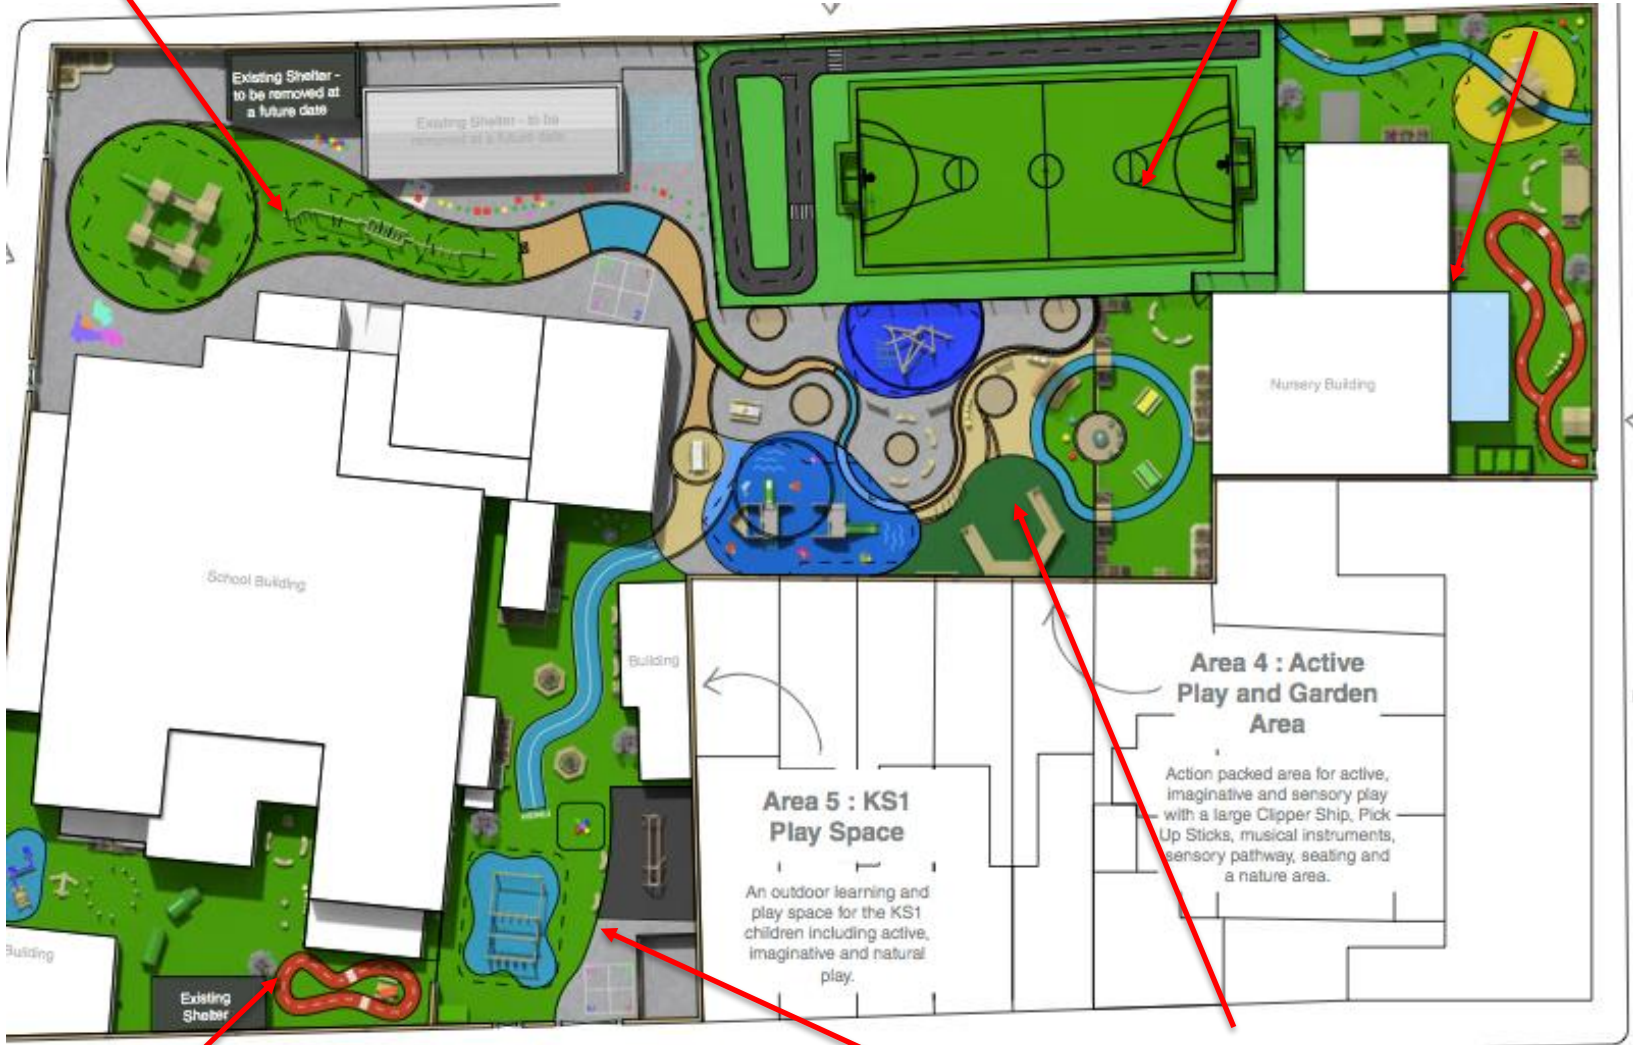 Existing Shelter -
to be removed at
a future date
Existing Shelter - to be
removed at a future date
Nursery Building
School Building
Building
Area 4 : Active
Play and Garden
Area
Action packed area for active,
imaginative and sensory play
with a large Clipper Ship, Pick
Up Sticks, musical instruments,
sensory pathway, seating and
a nature area.
Area 5 : KS1
Play Space
An outdoor learning and
play space for the KS1
children including active,
imaginative and natural
play.
Building
Existing
Shelter